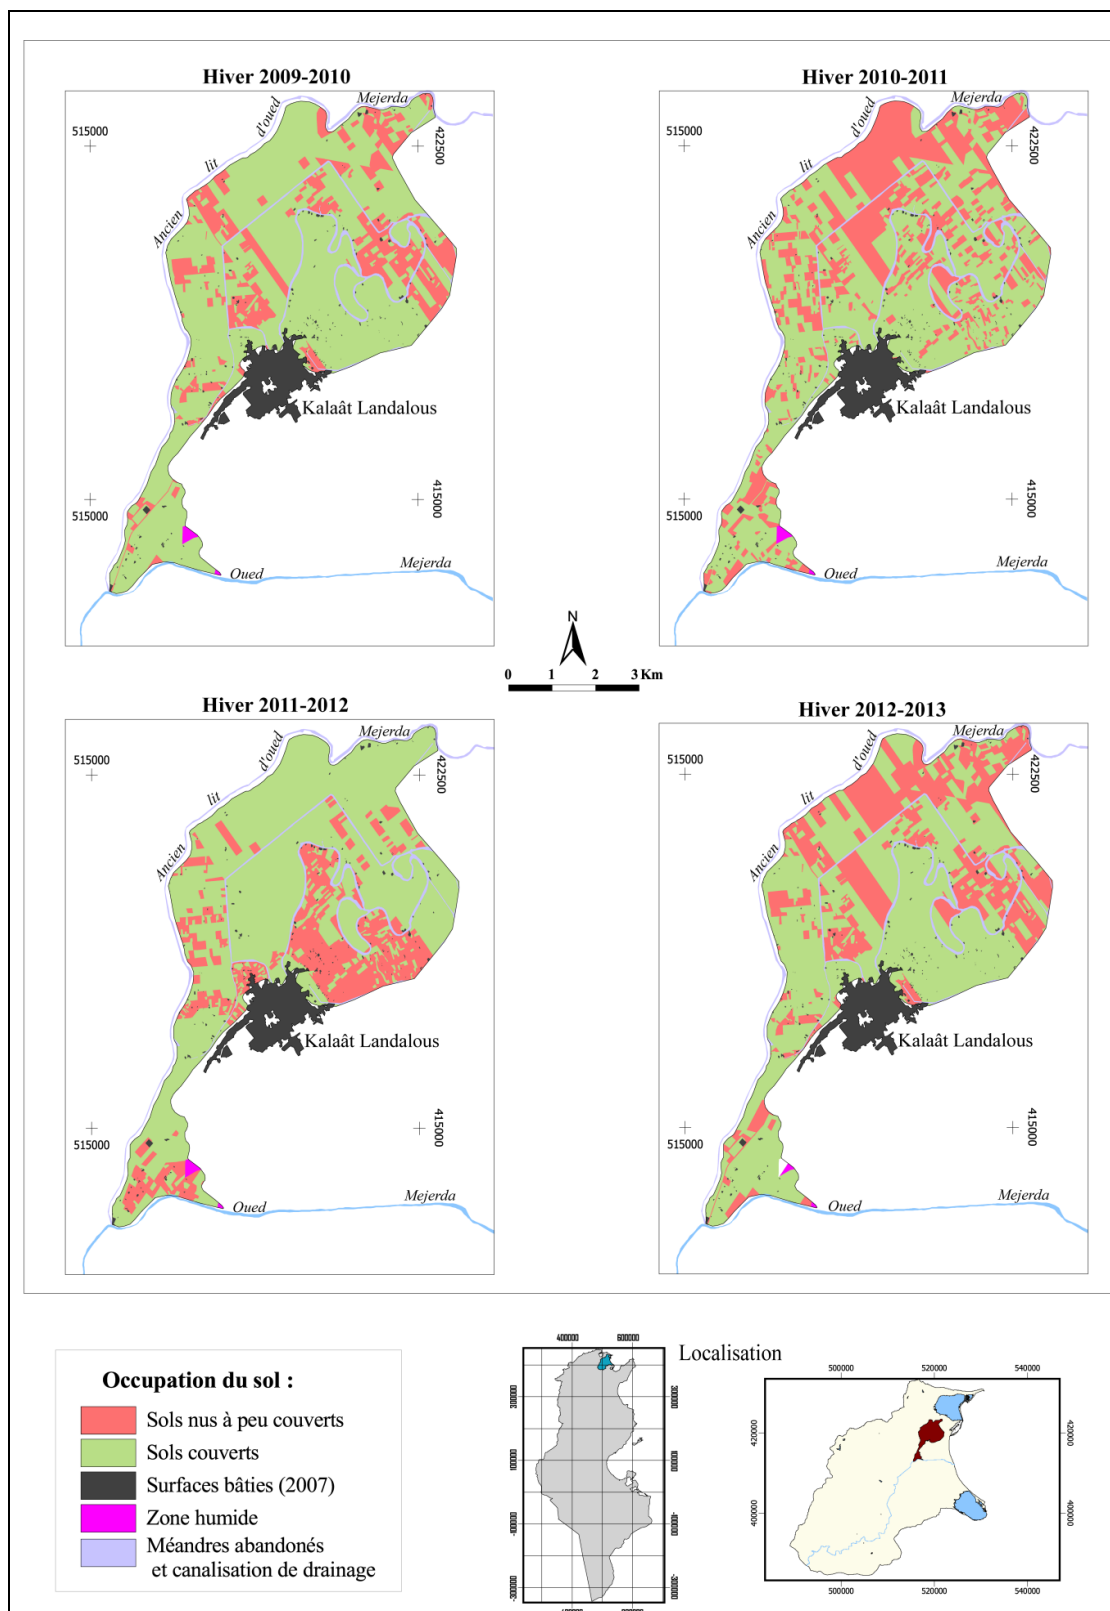 Hiver 2009-2010
Hiver 2010-2011
Ancien lit d'oued Mejerda
515000
422500
Kalaât Landalous
515000
415000
Oued Mejerda
Ancien lit d'oued Mejerda
515000
422500
Kalaât Landalous
515000
415000
Oued Mejerda
N
0 1 2 3 Km
Hiver 2011-2012
Hiver 2012-2013
Ancien lit d'oued Mejerda
515000
422500
Kalaât Landalous
515000
415000
Oued Mejerda
Ancien lit d'oued Mejerda
515000
422500
Kalaât Landalous
515000
415000
Oued Mejerda
Occupation du sol :
Sols nus à peu couverts
Sols couverts
Surfaces bâties (2007)
Zone humide
Méandres abandonés
et canalisation de drainage
Localisation
400000 600000
300000
100000
-100000
-300000
500000 520000 540000
420000 420000
400000 400000
500000 520000 540000